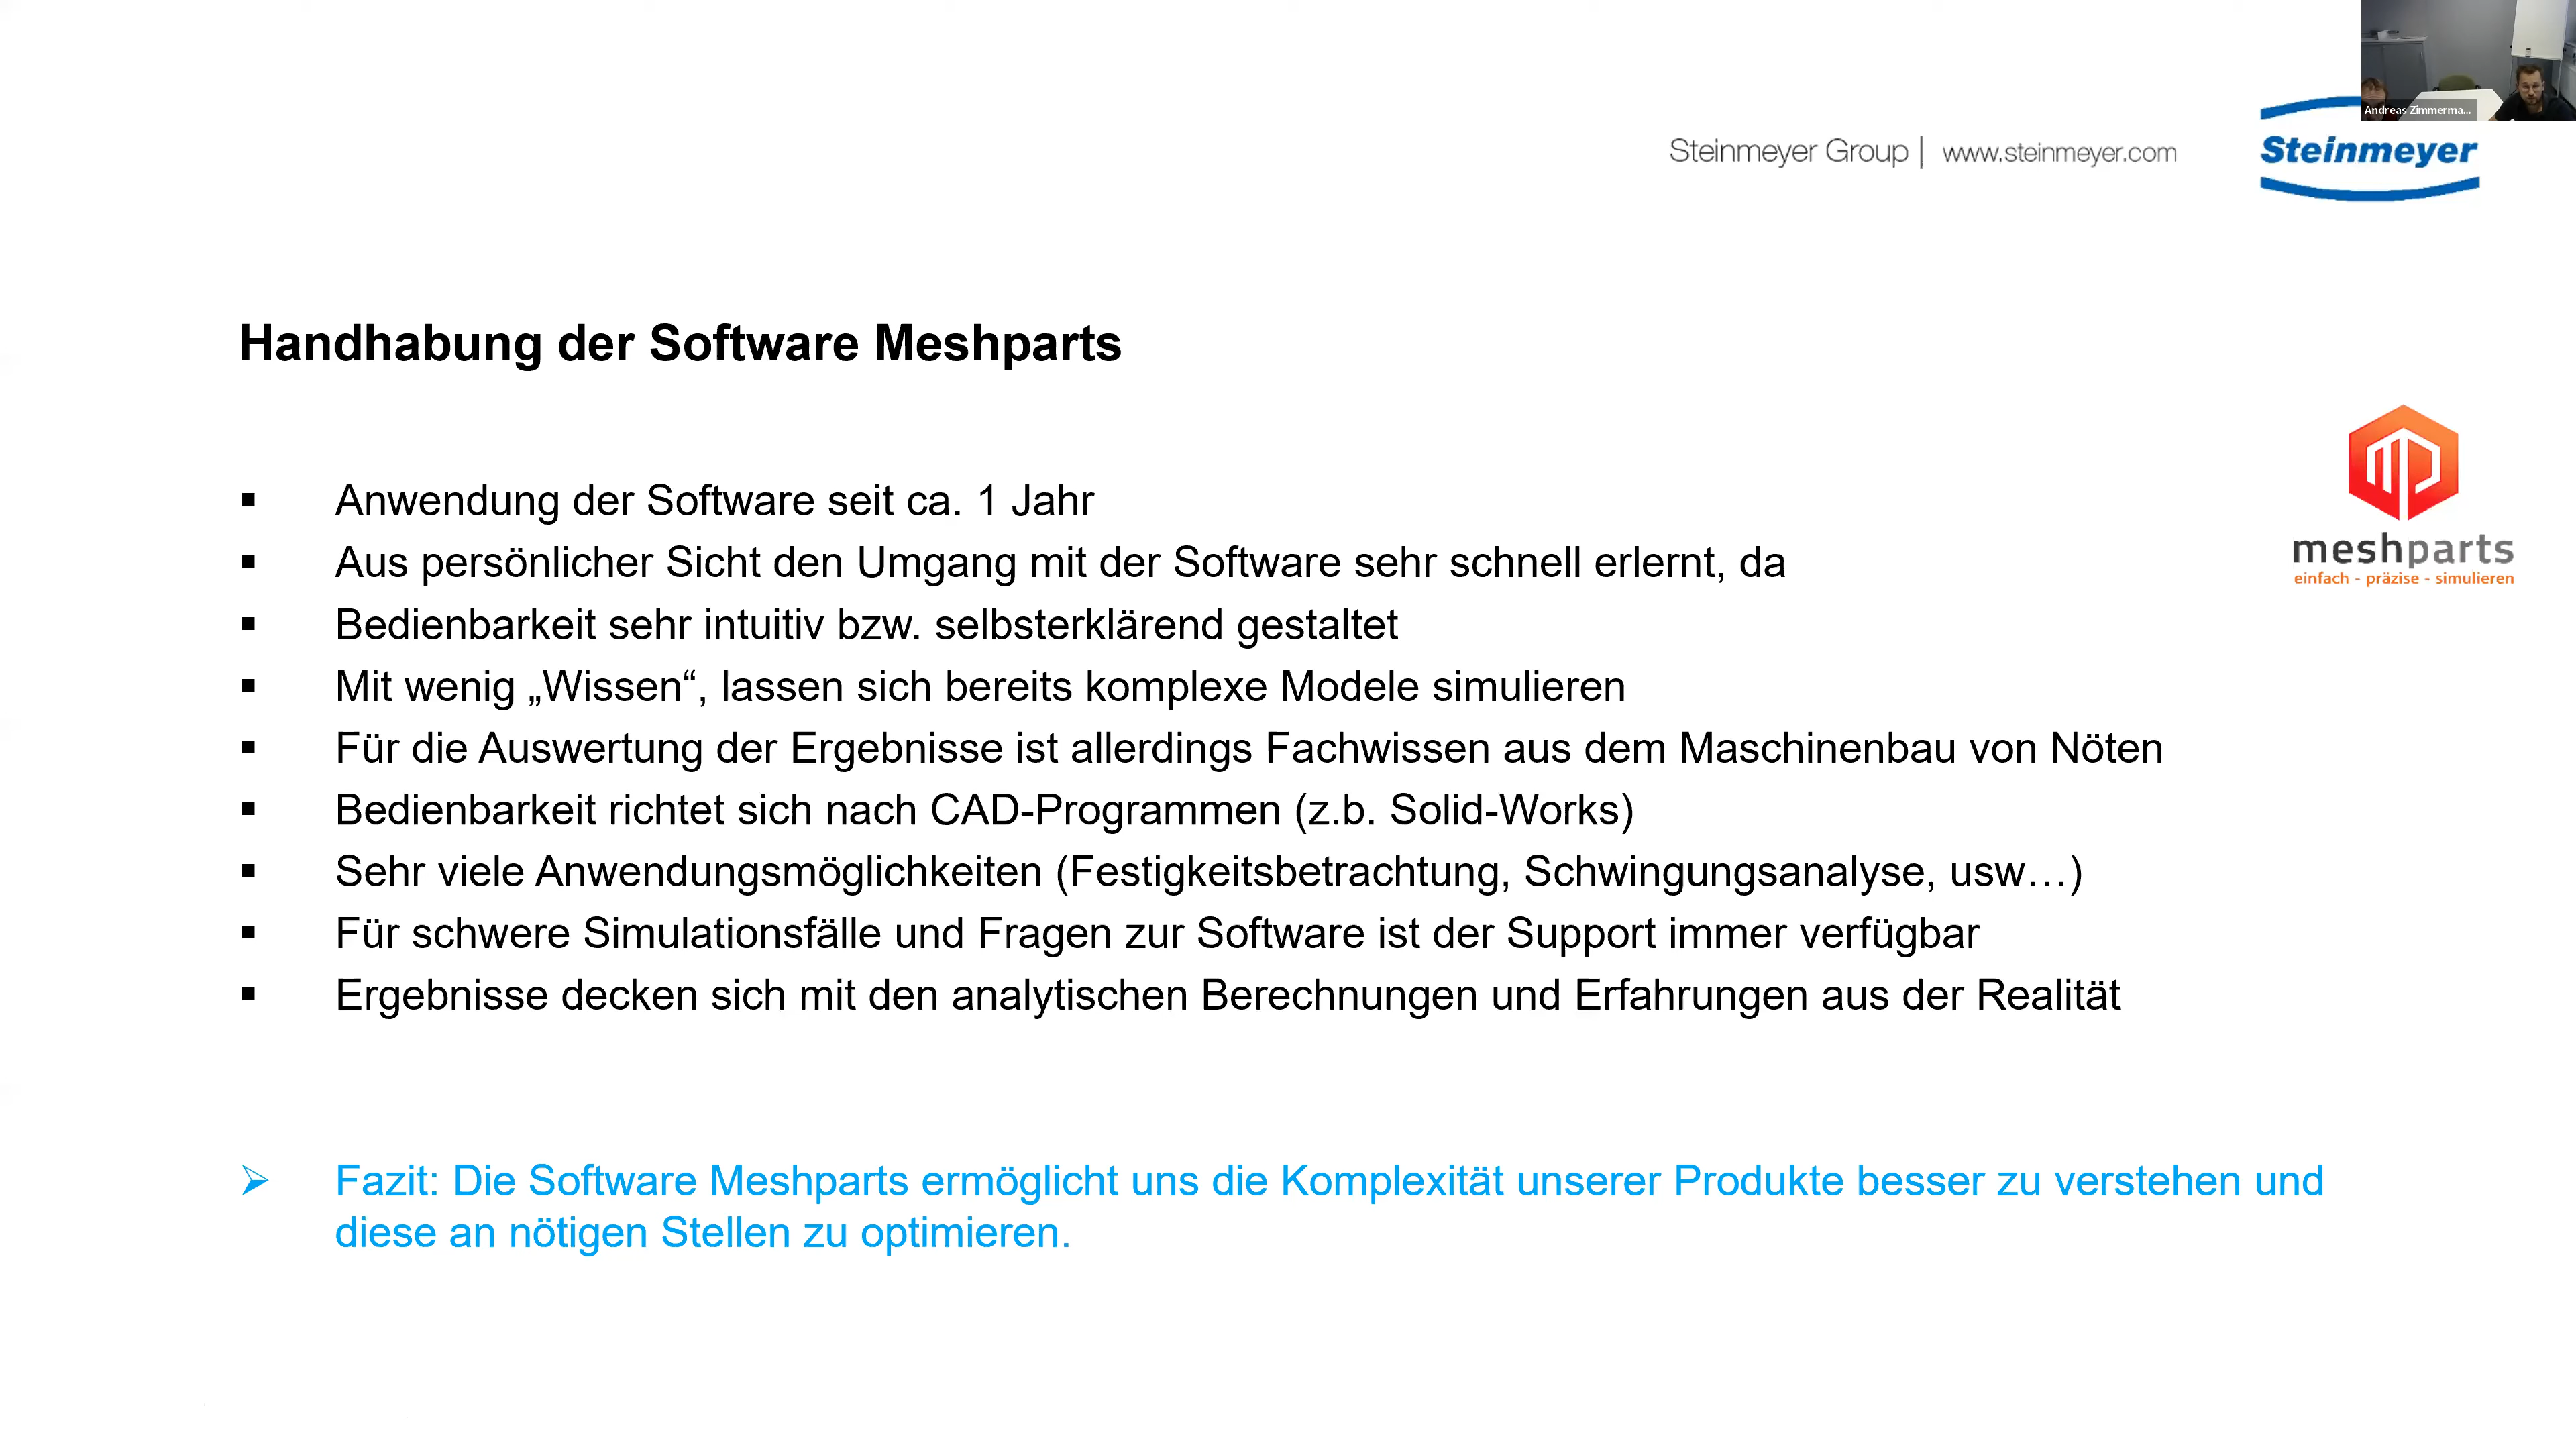 Andreas Zimmerma...
Steinmeyer Group | www.steinmeyer.com
Steinmeyer
Handhabung der Software Meshparts
meshparts
einfach - präzise - simulieren
▪ Anwendung der Software seit ca. 1 Jahr
▪ Aus persönlicher Sicht den Umgang mit der Software sehr schnell erlernt, da
▪ Bedienbarkeit sehr intuitiv bzw. selbsterklärend gestaltet
▪ Mit wenig „Wissen“, lassen sich bereits komplexe Modele simulieren
▪ Für die Auswertung der Ergebnisse ist allerdings Fachwissen aus dem Maschinenbau von Nöten
▪ Bedienbarkeit richtet sich nach CAD-Programmen (z.b. Solid-Works)
▪ Sehr viele Anwendungsmöglichkeiten (Festigkeitsbetrachtung, Schwingungsanalyse, usw…)
▪ Für schwere Simulationsfälle und Fragen zur Software ist der Support immer verfügbar
▪ Ergebnisse decken sich mit den analytischen Berechnungen und Erfahrungen aus der Realität
➢ Fazit: Die Software Meshparts ermöglicht uns die Komplexität unserer Produkte besser zu verstehen und
diese an nötigen Stellen zu optimieren.